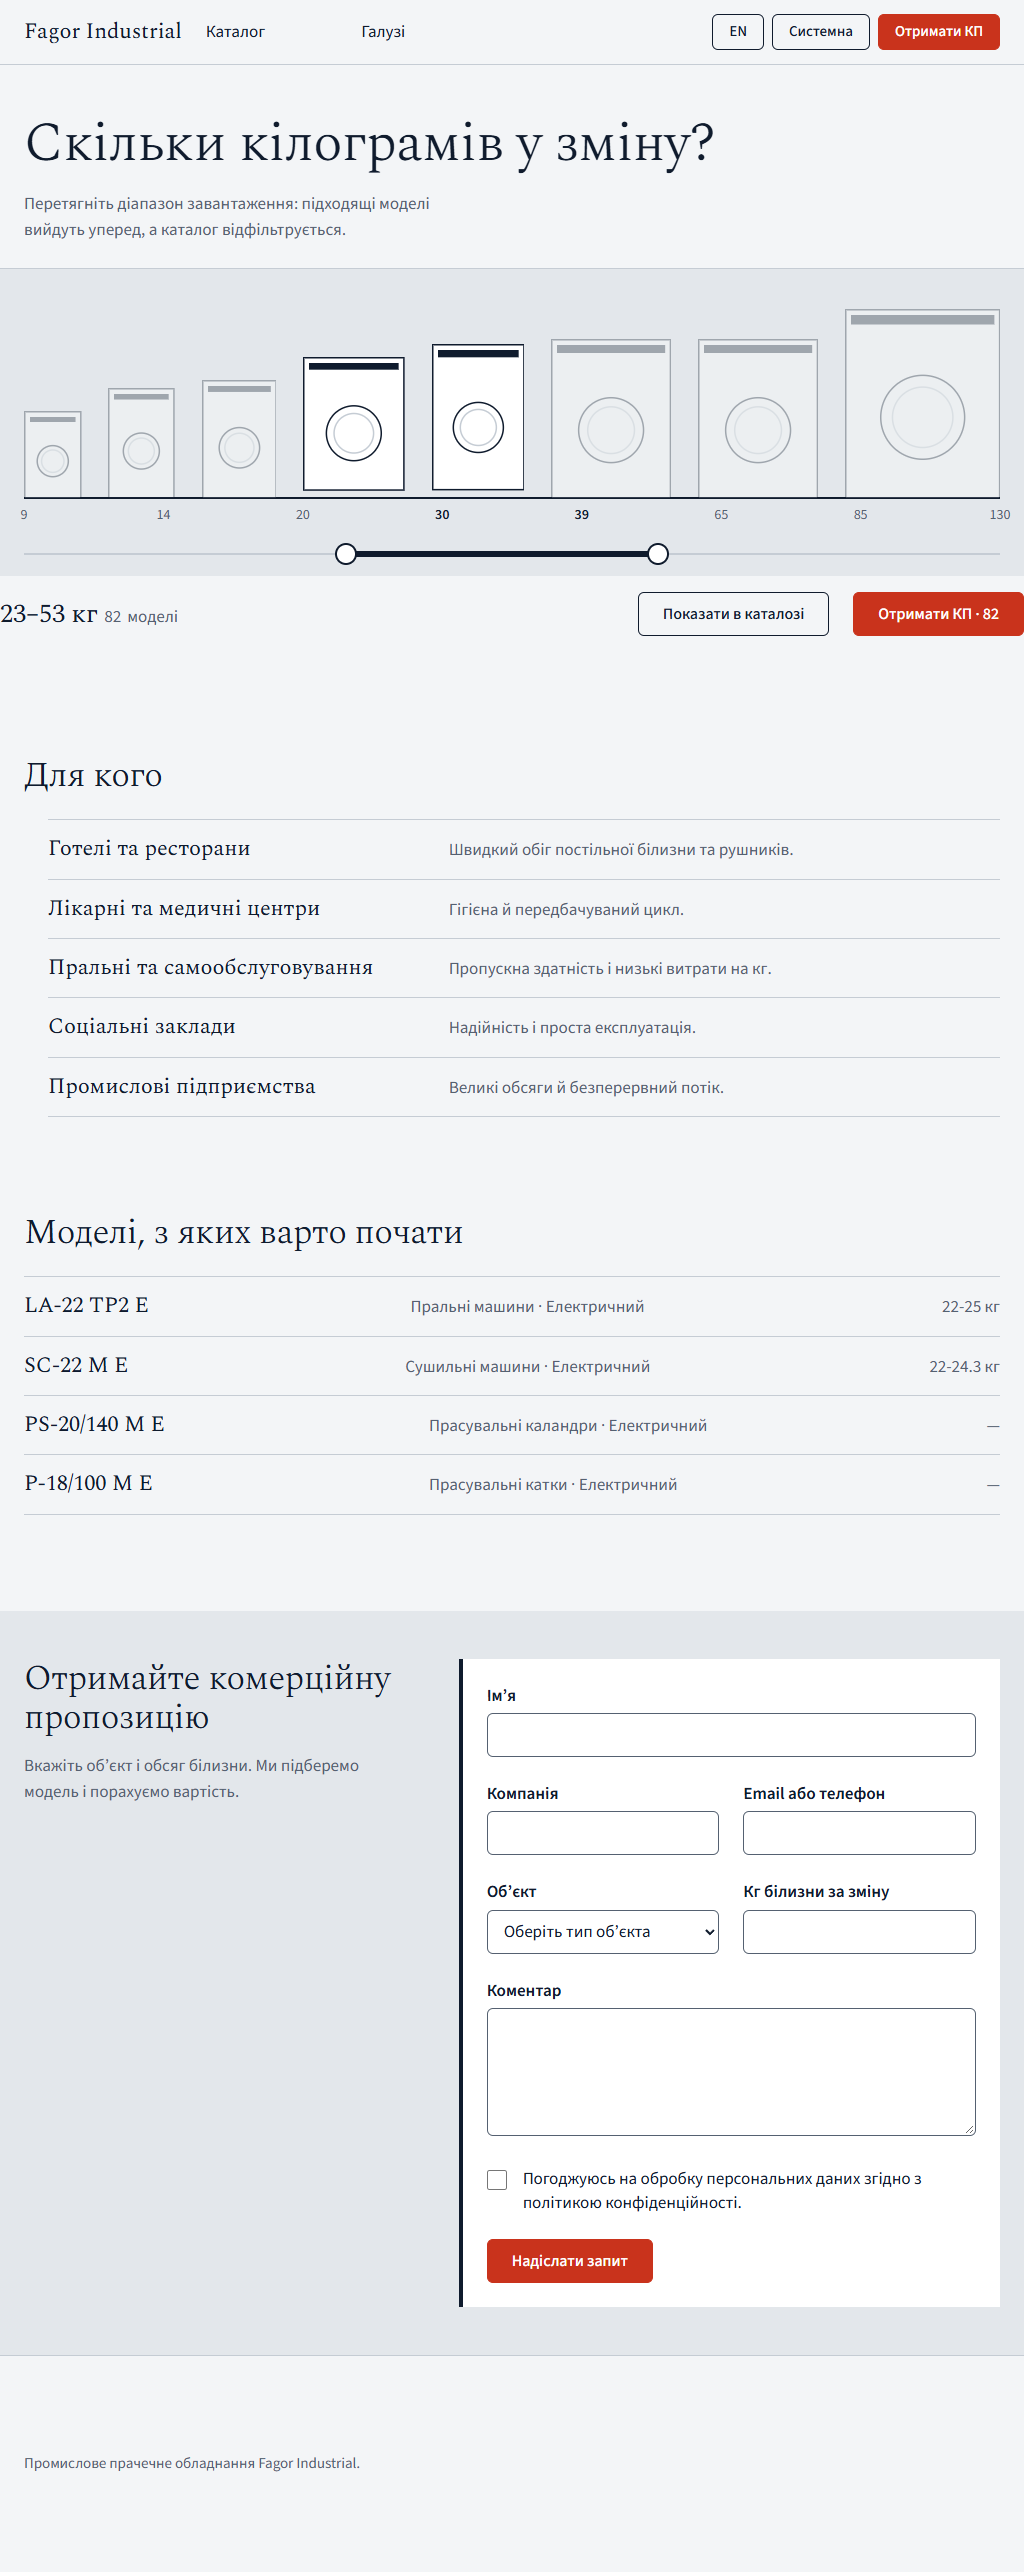 Fagor Industrial Каталог Галузі EN Системна Отримати КП
Скільки кілограмів у зміну?
Перетягніть діапазон завантаження: підходящі моделі
вийдуть уперед, а каталог відфільтрується.
9 14 20 30 39 65 85 130
23–53 кг 82 моделі Показати в каталозі Отримати КП · 82
Для кого
Готелі та ресторани Швидкий обіг постільної білизни та рушників.
Лікарні та медичні центри Гігієна й передбачуваний цикл.
Пральні та самообслуговування Пропускна здатність і низькі витрати на кг.
Соціальні заклади Надійність і проста експлуатація.
Промислові підприємства Великі обсяги й безперервний потік.
Моделі, з яких варто почати
LA-22 TP2 E Пральні машини · Електричний 22-25 кг
SC-22 M E Сушильні машини · Електричний 22-24.3 кг
PS-20/140 M E Прасувальні каландри · Електричний —
P-18/100 M E Прасувальні катки · Електричний —
Отримайте комерційну
пропозицію
Вкажіть об’єкт і обсяг білизни. Ми підберемо
модель і порахуємо вартість.
Ім’я
Компанія Email або телефон
Об’єкт Кг білизни за зміну
Оберіть тип об’єкта
Коментар
Погоджуюсь на обробку персональних даних згідно з
політикою конфіденційності.
Надіслати запит
Промислове прачечне обладнання Fagor Industrial.